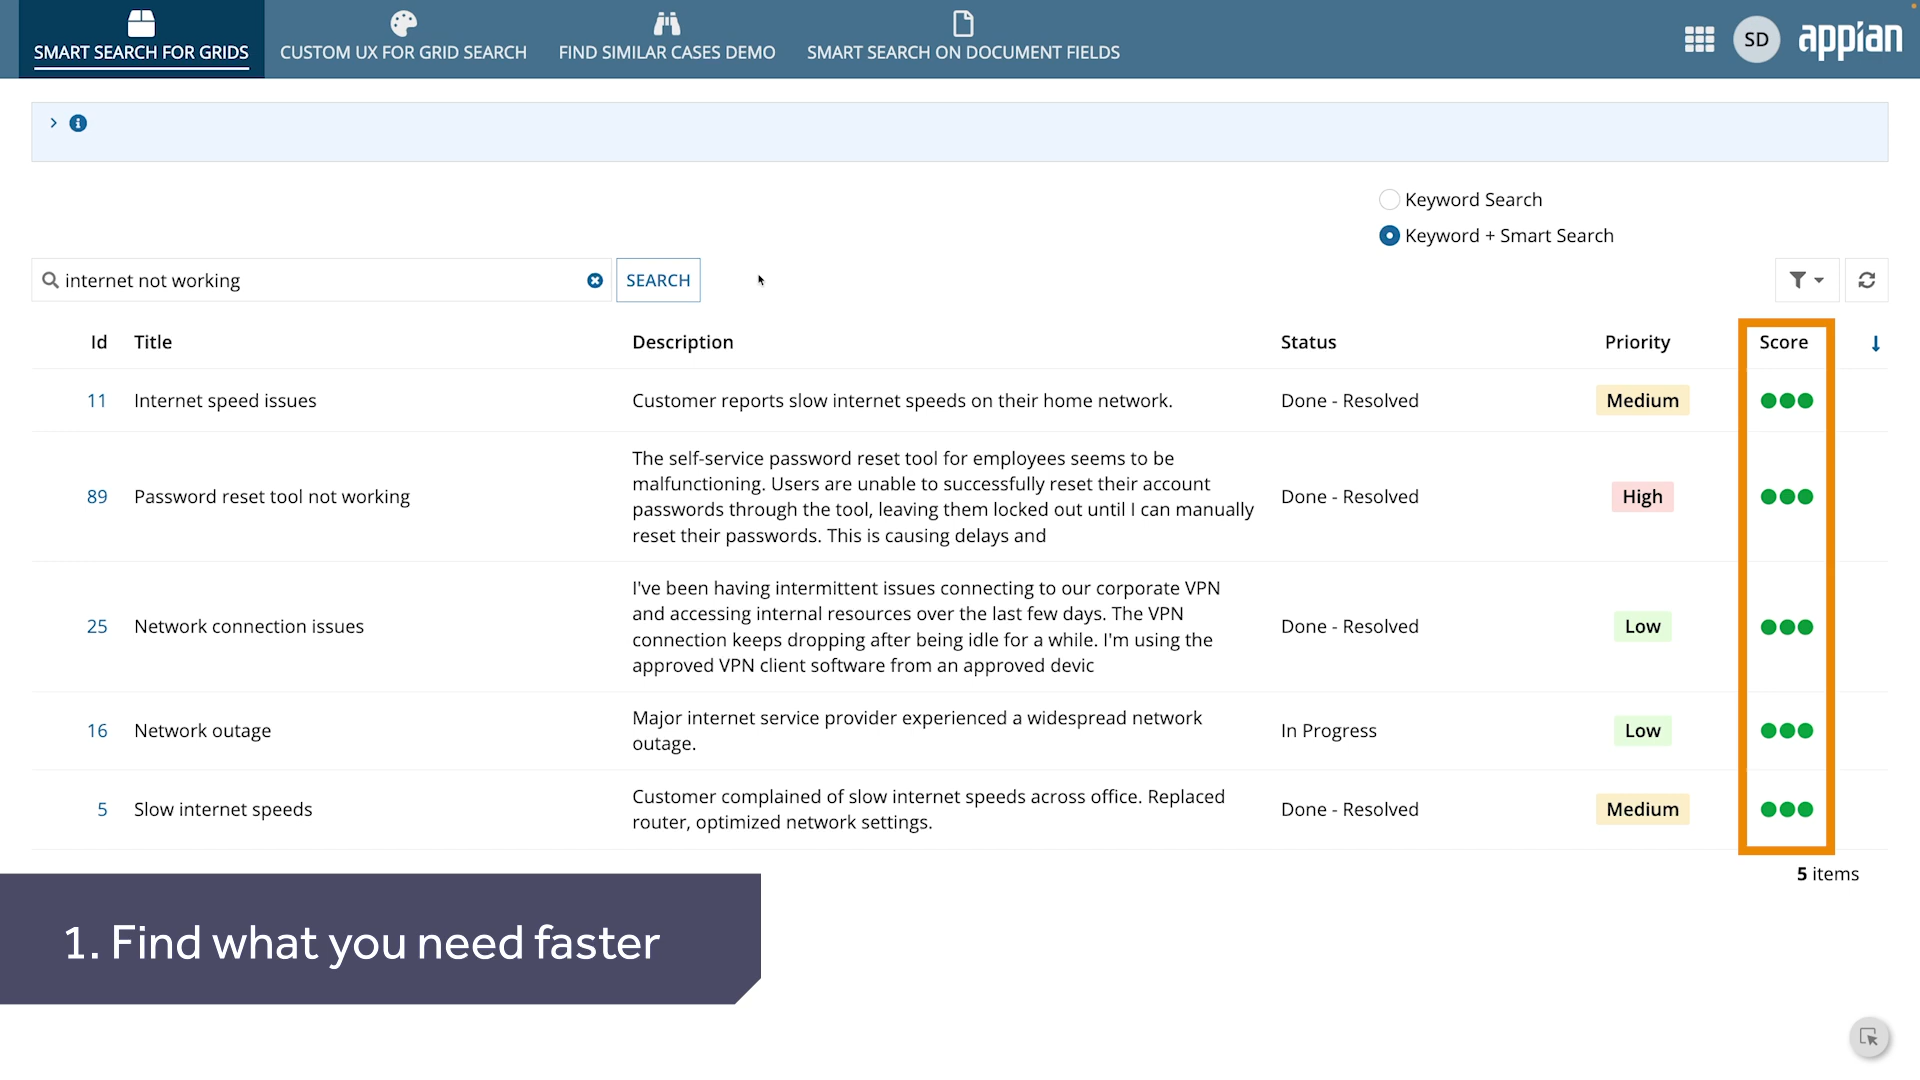 SMART SEARCH FOR GRIDS
CUSTOM UX FOR GRID SEARCH
FIND SIMILAR CASES DEMO
SMART SEARCH ON DOCUMENT FIELDS
SD
appian
Keyword Search
Keyword + Smart Search
internet not working
SEARCH
Id Title Description Status Priority Score
11 Internet speed issues Customer reports slow internet speeds on their home network. Done - Resolved Medium
The self-service password reset tool for employees seems to be
malfunctioning. Users are unable to successfully reset their account
89 Password reset tool not working Done - Resolved High
passwords through the tool, leaving them locked out until I can manually
reset their passwords. This is causing delays and
I've been having intermittent issues connecting to our corporate VPN
and accessing internal resources over the last few days. The VPN
25 Network connection issues Done - Resolved Low
connection keeps dropping after being idle for a while. I'm using the
approved VPN client software from an approved devic
Major internet service provider experienced a widespread network
16 Network outage In Progress Low
outage.
Customer complained of slow internet speeds across office. Replaced
5 Slow internet speeds Done - Resolved Medium
router, optimized network settings.
5 items
1. Find what you need faster